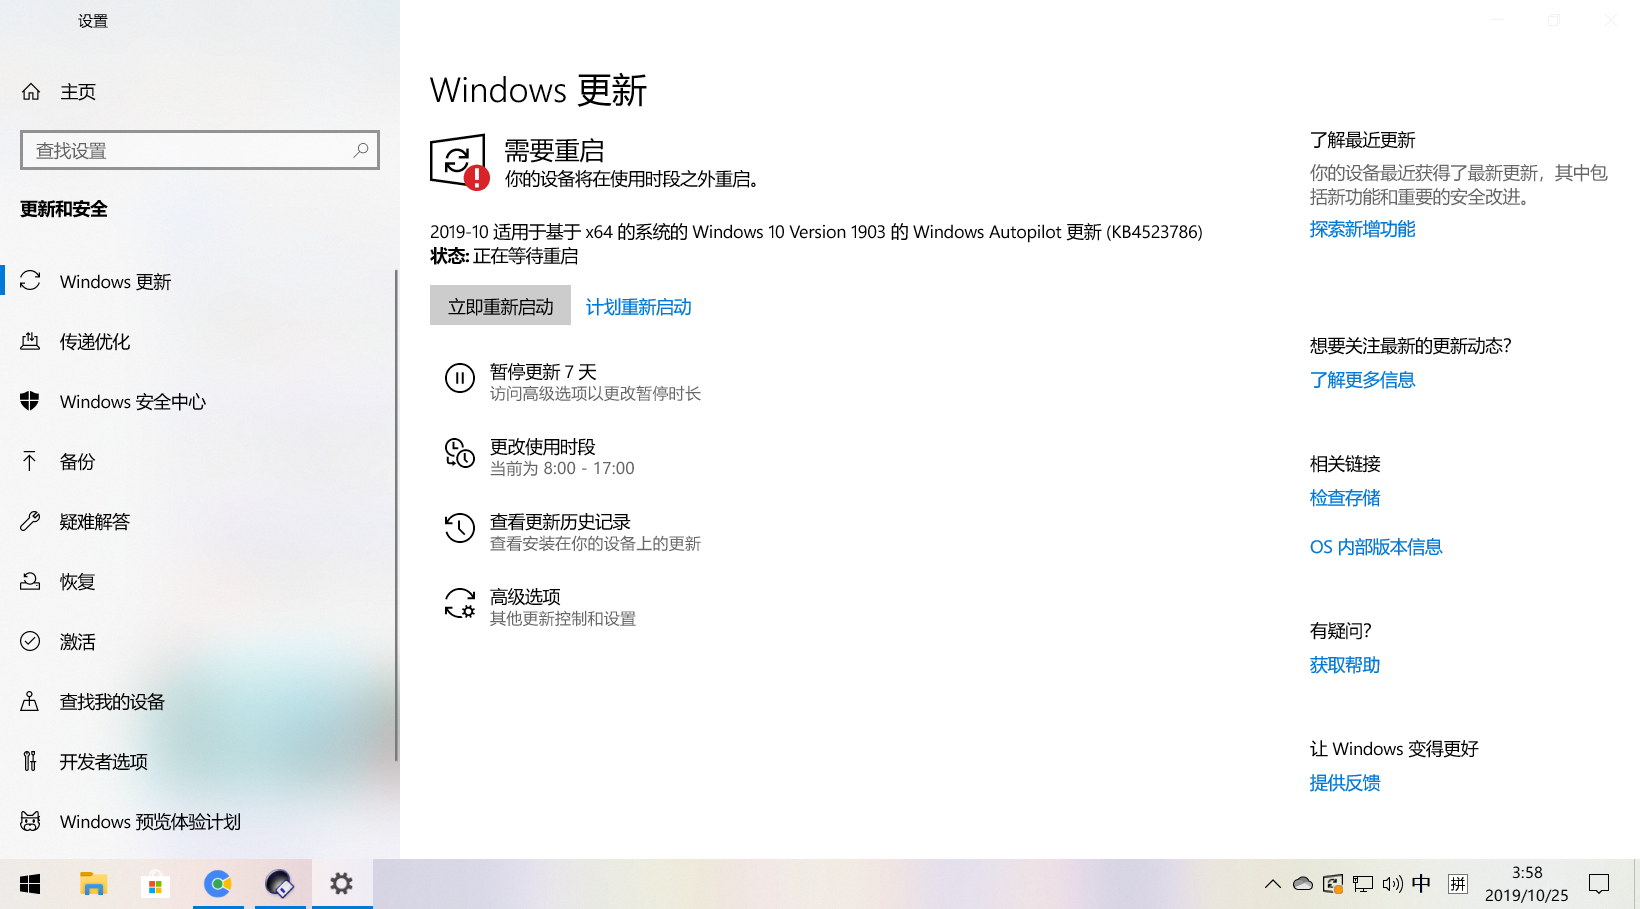 设置
主页
查找设置
更新和安全
Windows 更新
传递优化
Windows 安全中心
备份
疑难解答
恢复
激活
查找我的设备
开发者选项
Windows 预览体验计划
Windows 更新
需要重启
你的设备将在使用时段之外重启。
2019-10 适用于基于 x64 的系统的 Windows 10 Version 1903 的 Windows Autopilot 更新 (KB4523786)
状态: 正在等待重启
立即重新启动 计划重新启动
暂停更新 7 天
访问高级选项以更改暂停时长
更改使用时段
当前为 8:00 - 17:00
查看更新历史记录
查看安装在你的设备上的更新
高级选项
其他更新控制和设置
了解最近更新
你的设备最近获得了最新更新，其中包
括新功能和重要的安全改进。
探索新增功能
想要关注最新的更新动态?
了解更多信息
相关链接
检查存储
OS 内部版本信息
有疑问?
获取帮助
让 Windows 变得更好
提供反馈
中 拼
3:58
2019/10/25